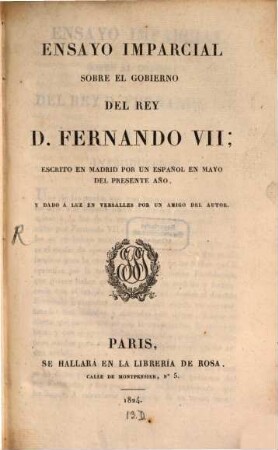 ENSAYO IMPARCIAL
SOBRE EL GOBIERNO
DEL REY
D. FERNANDO VII;
ESCRITO EN MADRID POR UN ESPAÑOL EN MAYO
DEL PRESENTE AÑO,
Y DADO A LUZ EN VERSALLES POR UN AMIGO DEL AUTOR.
R
PARIS,
SE HALLARÁ EN LA LIBRERÍA DE ROSA,
CALLE DE MONTPENSIER, Nº 5.
1824.
13.D